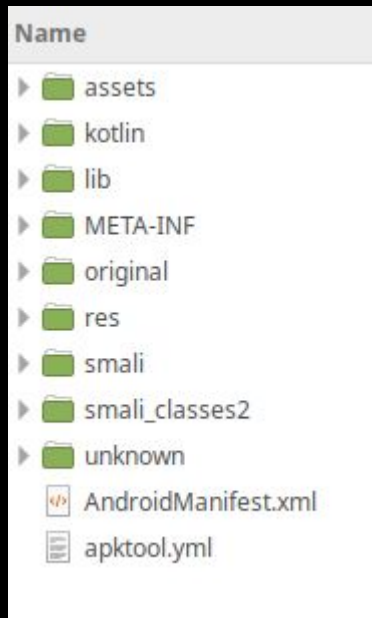 Name
assets
kotlin
lib
META-INF
original
res
smali
smali_classes2
unknown
AndroidManifest.xml
apktool.yml